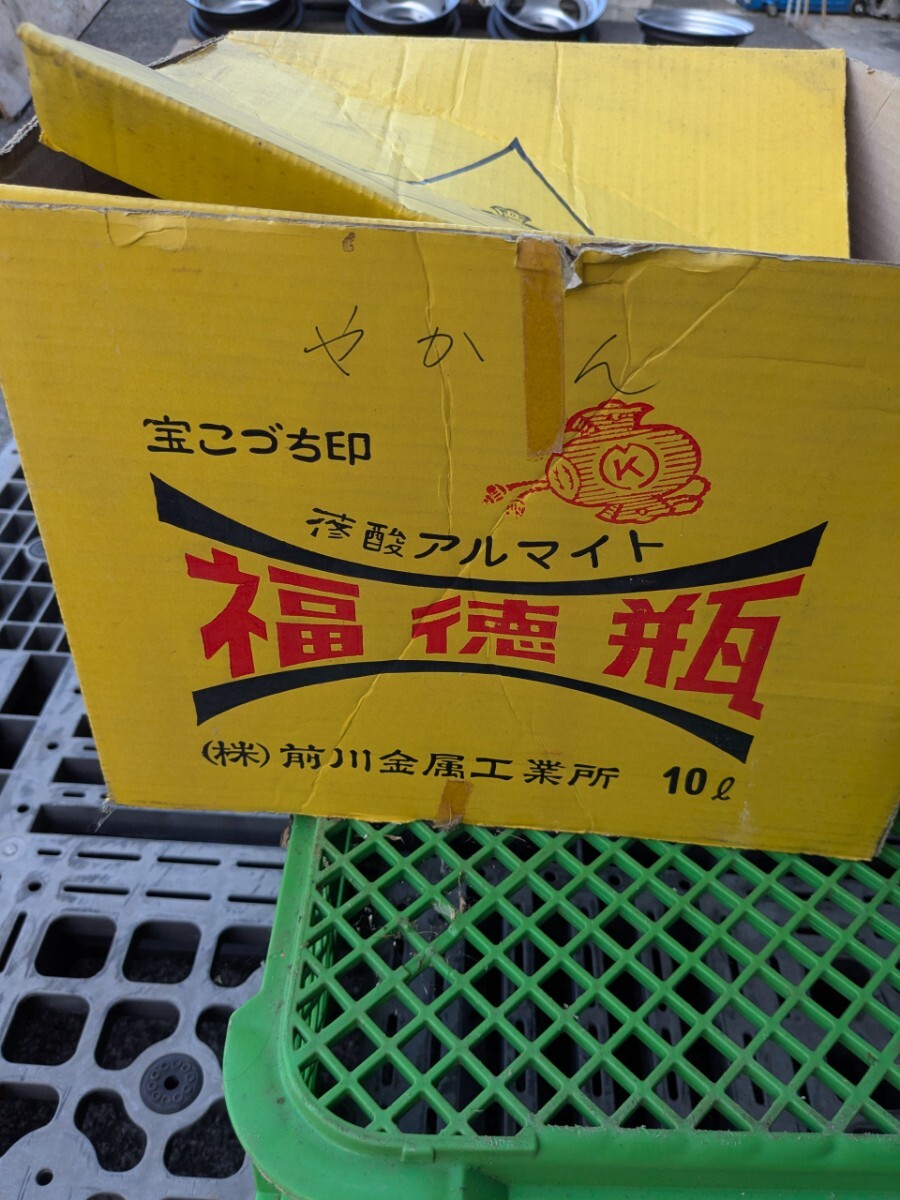 やかん
宝こづち印
K
蓚酸アルマイト
福徳瓶
(株)前川金属工業所 10ℓ